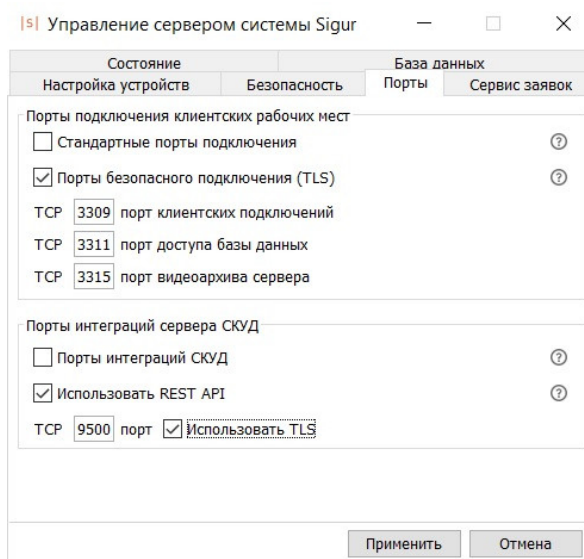 |s| Управление сервером системы Sigur
Состояние База данных
Настройка устройств Безопасность Порты Сервис заявок
Порты подключения клиентских рабочих мест
Стандартные порты подключения ?
Порты безопасного подключения (TLS) ?
TCP 3309 порт клиентских подключений
TCP 3311 порт доступа базы данных
TCP 3315 порт видеоархива сервера
Порты интеграций сервера СКУД
Порты интеграций СКУД ?
Использовать REST API ?
TCP 9500 порт Использовать TLS
Применить Отмена